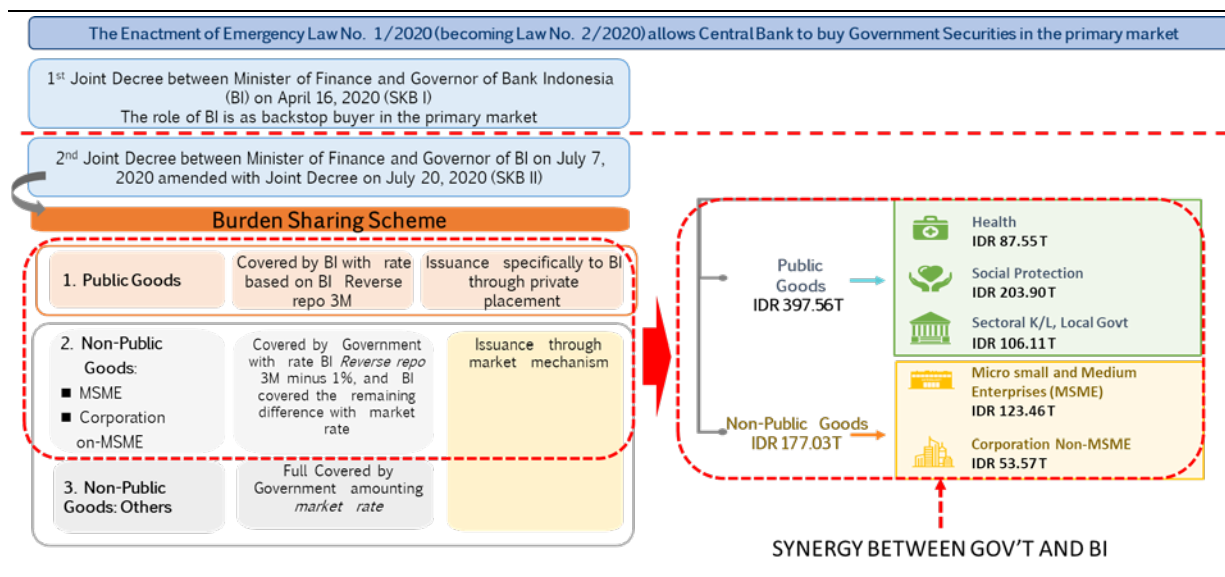 The Enactment of Emergency Law No. 1/2020 (becoming Law No. 2/2020) allows Central Bank to buy Government Securities in the primary market
1st Joint Decree between Minister of Finance and Governor of Bank Indonesia
(BI) on April 16, 2020 (SKB I)
The role of BI is as backstop buyer in the primary market
2nd Joint Decree between Minister of Finance and Governor of BI on July 7,
2020 amended with Joint Decree on July 20, 2020 (SKB II)
Burden Sharing Scheme
1. Public Goods
Covered by BI with rate
based on BI Reverse
repo 3M
Issuance specifically to BI
through private
placement
2. Non-Public
Goods:
■ MSME
■ Corporation
on-MSME
Covered by Government
with rate BI Reverse repo
3M minus 1%, and BI
covered the remaining
difference with market
rate
Issuance through
market mechanism
3. Non-Public
Goods: Others
Full Covered by
Government amounting
market rate
Public
Goods
IDR 397.56T
Health
IDR 87.55T
Social Protection
IDR 203.90T
Sectoral K/L, Local Govt
IDR 106.11T
Non-Public Goods
IDR 177.03T
Micro small and Medium
Enterprises (MSME)
IDR 123.46T
Corporation Non-MSME
IDR 53.57T
SYNERGY BETWEEN GOV'T AND BI